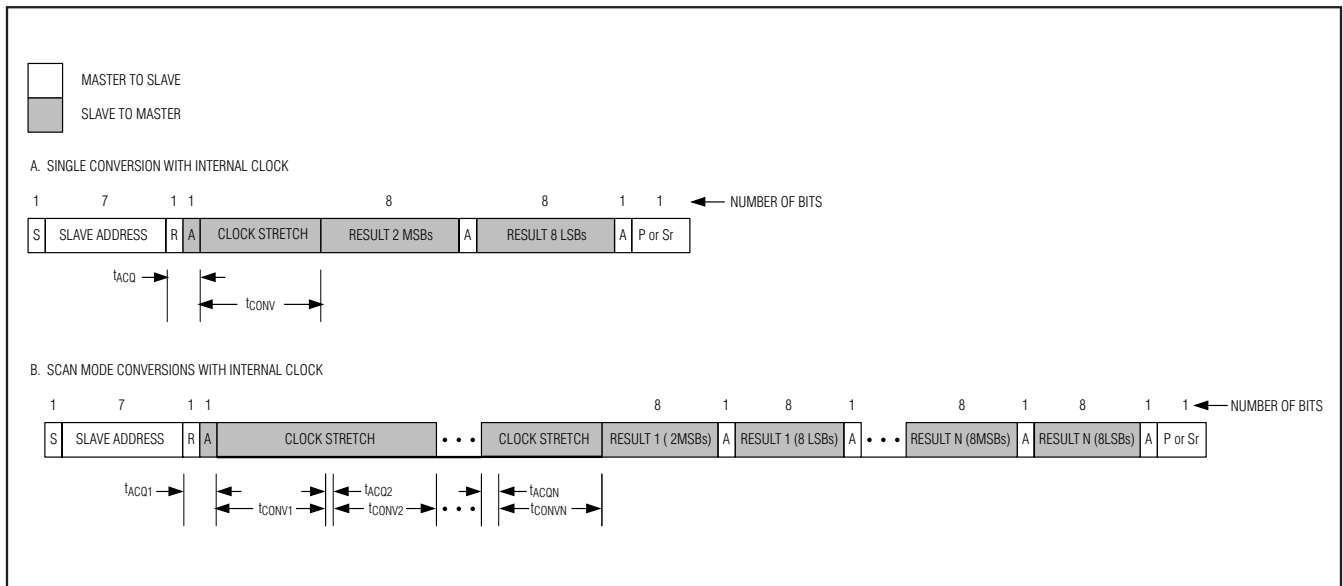 MASTER TO SLAVE
SLAVE TO MASTER
A. SINGLE CONVERSION WITH INTERNAL CLOCK
1 7 1 1 8 8 1 1 NUMBER OF BITS
S SLAVE ADDRESS R A CLOCK STRETCH RESULT 2 MSBs A RESULT 8 LSBs A P or Sr
tACQ
tCONV
B. SCAN MODE CONVERSIONS WITH INTERNAL CLOCK
1 7 1 1 8 1 8 1 8 1 8 1 1 NUMBER OF BITS
S SLAVE ADDRESS R A CLOCK STRETCH • • • CLOCK STRETCH RESULT 1 ( 2MSBs) A RESULT 1 (8 LSBs) A • • • RESULT N (8MSBs) A RESULT N (8LSBs) A P or Sr
tACQ1 tACQ2 tACQN
tCONV1 tCONV2 • • • tCONVN